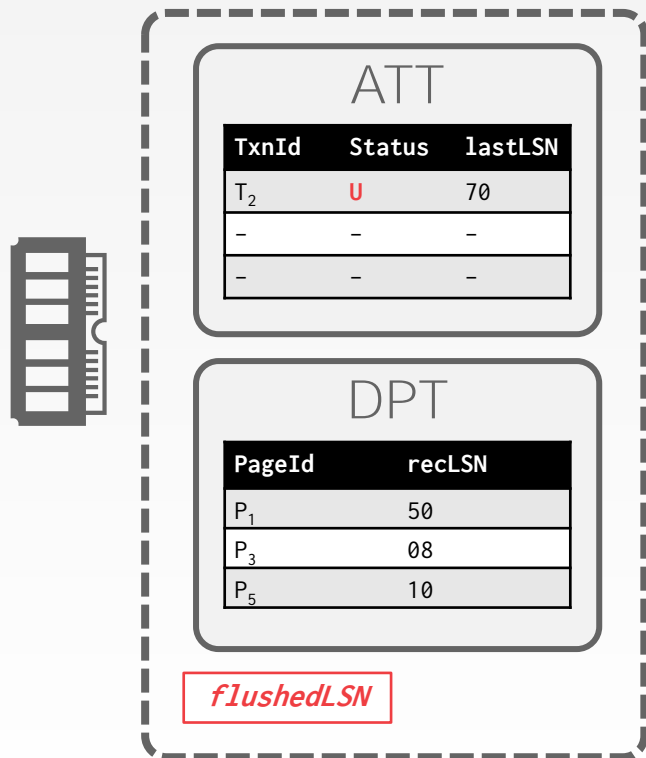 ATT
TxnId Status lastLSN
T₂ U 70
– – –
– – –
DPT
PageId recLSN
P₁ 50
P₃ 08
P₅ 10
flushedLSN